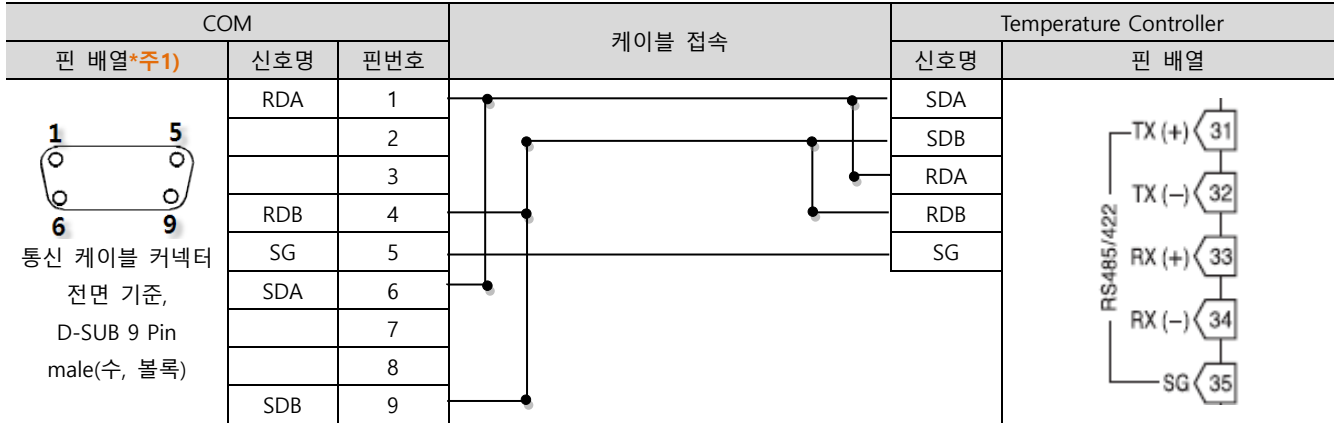 COM 케이블 접속 Temperature Controller
핀 배열*주1) 신호명 핀번호 신호명 핀 배열
RDA 1 SDA
2 SDB
3 RDA
RDB 4 RDB
SG 5 SG
SDA 6
7
8
SDB 9
1 5
6 9
통신 케이블 커넥터
전면 기준,
D-SUB 9 Pin
male(수, 볼록)
RS485/422
TX (+) 31
TX (−) 32
RX (+) 33
RX (−) 34
SG 35